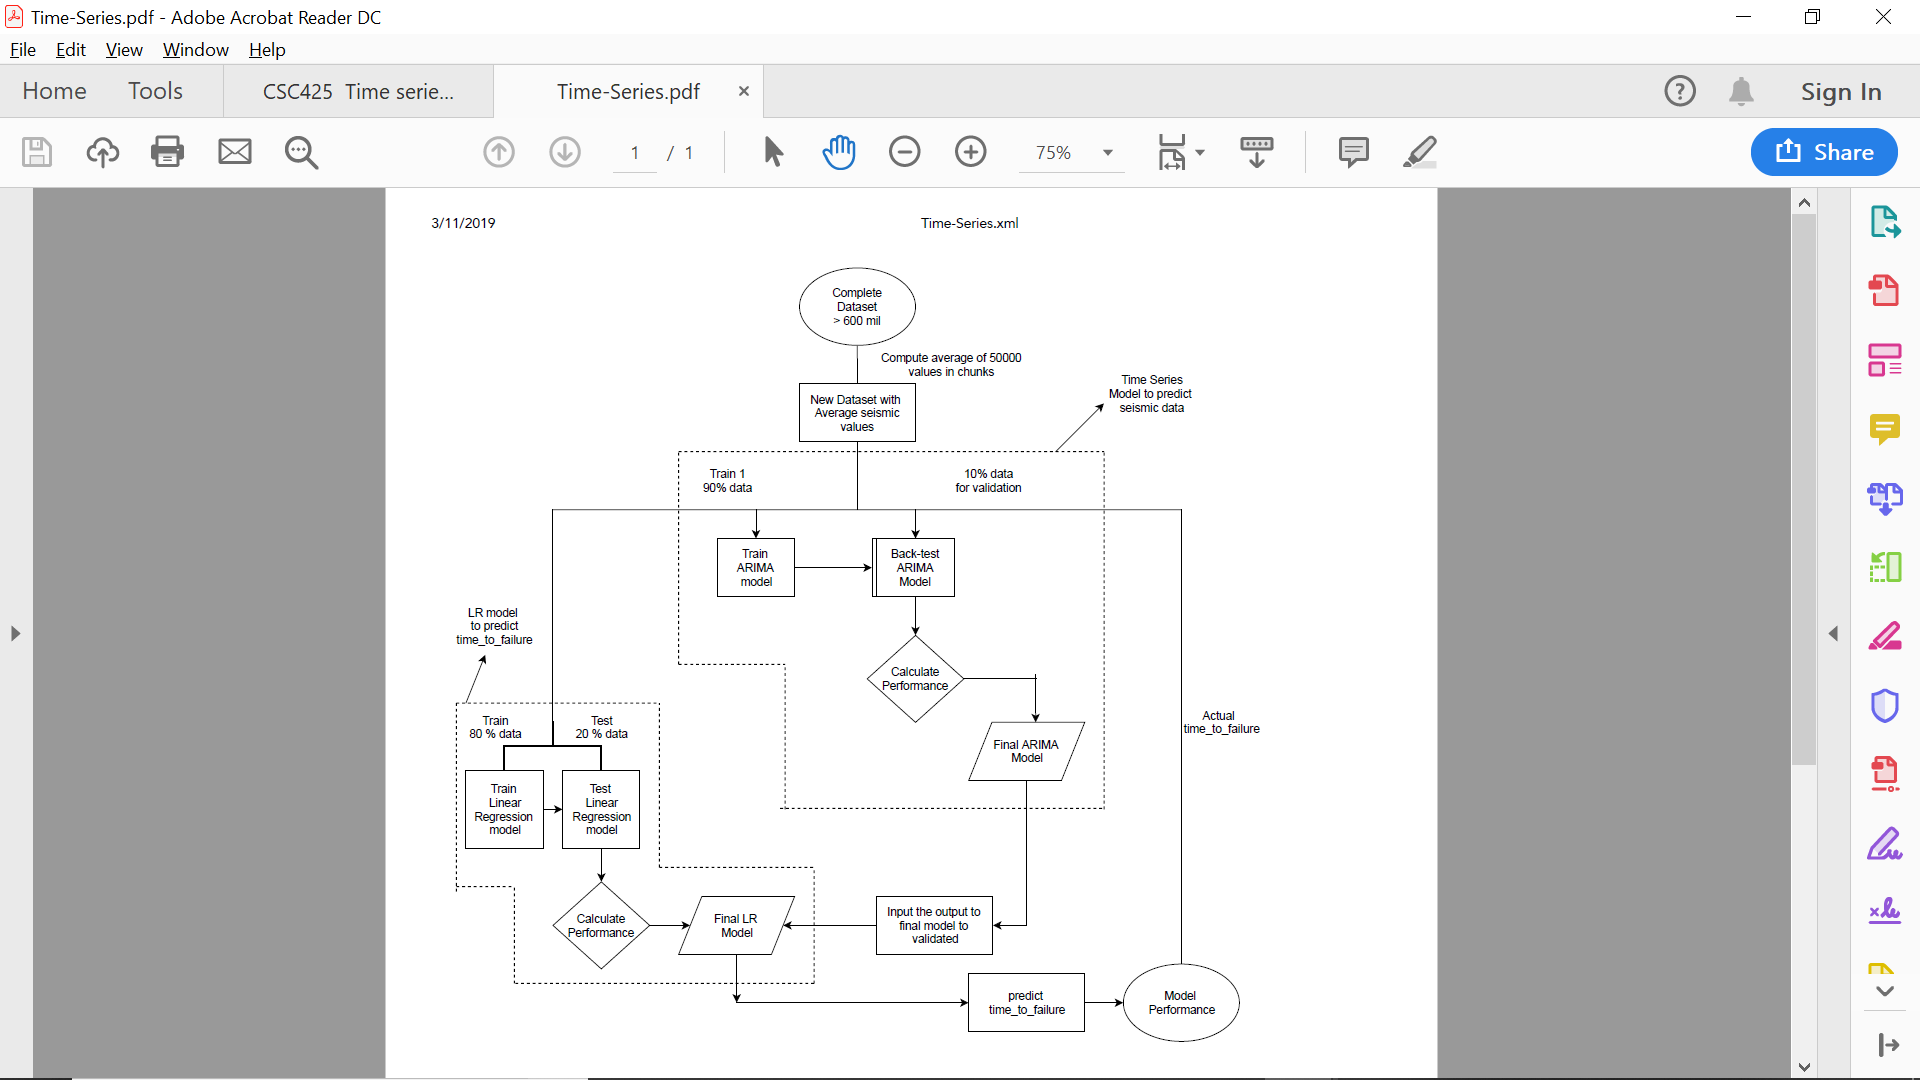 Time-Series.pdf - Adobe Acrobat Reader DC
File Edit View Window Help
Home Tools CSC425 Time serie... Time-Series.pdf × Sign In
1 / 1 75% Share
3/11/2019 Time-Series.xml
Complete
Dataset
> 600 mil
Compute average of 50000
values in chunks
New Dataset with
Average seismic
values
Time Series
Model to predict
seismic data
Train 1
90% data
10% data
for validation
Train
ARIMA
model
Back-test
ARIMA
Model
LR model
to predict
time_to_failure
Calculate
Performance
Train
80 % data
Test
20 % data
Final ARIMA
Model
Actual
time_to_failure
Train
Linear
Regression
model
Test
Linear
Regression
model
Calculate
Performance
Final LR
Model
Input the output to
final model to
validated
predict
time_to_failure
Model
Performance